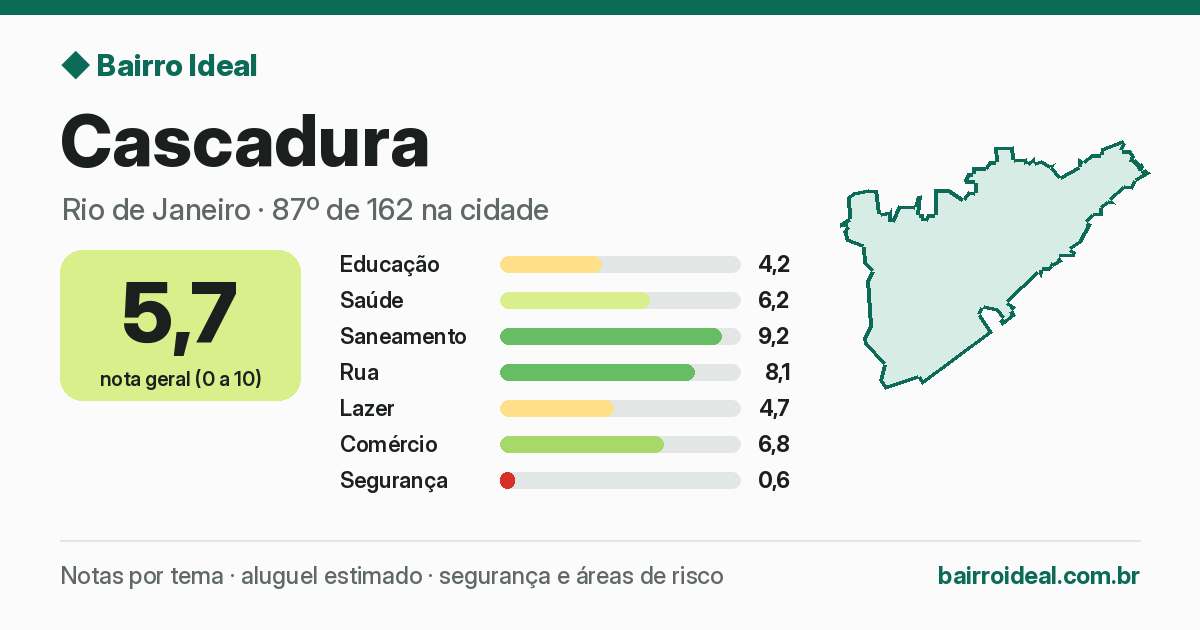 Bairro Ideal
Cascadura
Rio de Janeiro · 87º de 162 na cidade
5,7
nota geral (0 a 10)
Educação 4,2
Saúde 6,2
Saneamento 9,2
Rua 8,1
Lazer 4,7
Comércio 6,8
Segurança 0,6
Notas por tema · aluguel estimado · segurança e áreas de risco
bairroideal.com.br